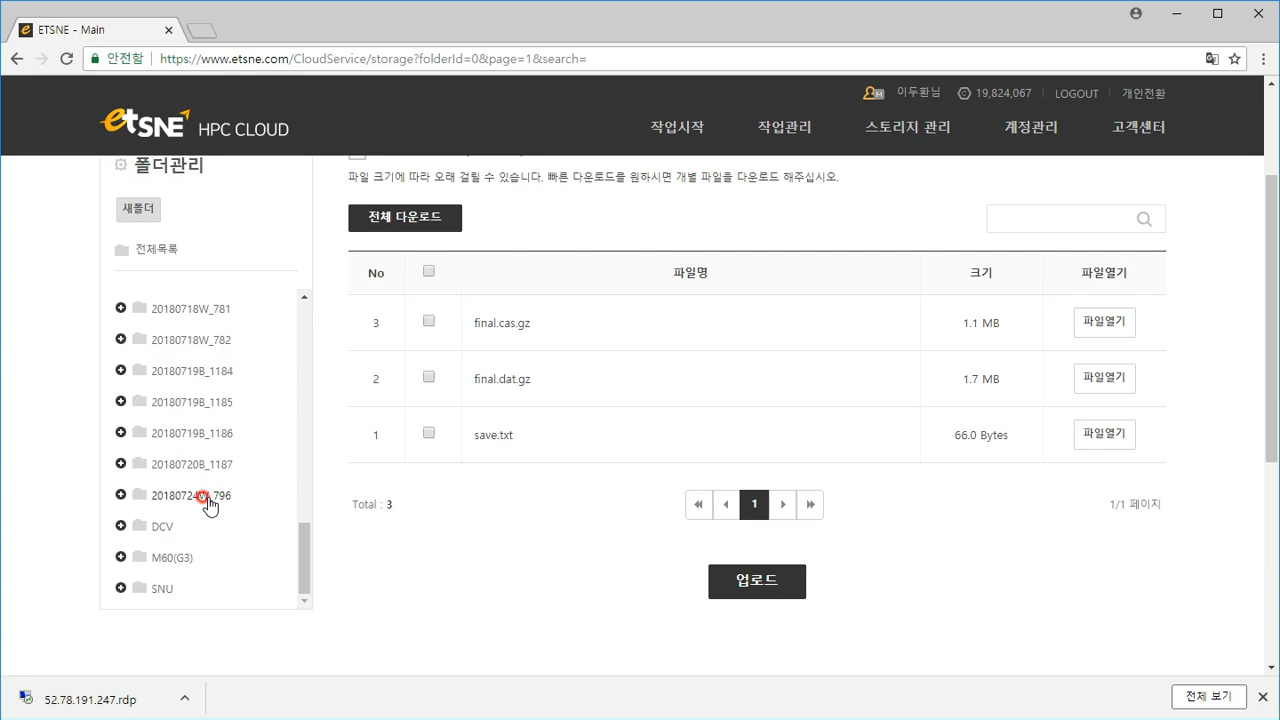 ETSNE - Main
안전함 https://www.etsne.com/CloudService/storage?folderId=0&page=1&search=
이두환님 19,824,067 LOGOUT 개인전환
etSNE HPC CLOUD
작업시작 작업관리 스토리지 관리 계정관리 고객센터
폴더관리
파일 크기에 따라 오래 걸릴 수 있습니다. 빠른 다운로드를 원하시면 개별 파일을 다운로드 해주십시오.
새폴더
전체 다운로드
전체목록
No 파일명 크기 파일열기
3 final.cas.gz 1.1 MB 파일열기
2 final.dat.gz 1.7 MB 파일열기
1 save.txt 66.0 Bytes 파일열기
20180718W_781
20180718W_782
20180719B_1184
20180719B_1185
20180719B_1186
20180720B_1187
20180724W_796
DCV
M60(G3)
SNU
Total : 3
1
1/1 페이지
업로드
52.78.191.247.rdp
전체 보기